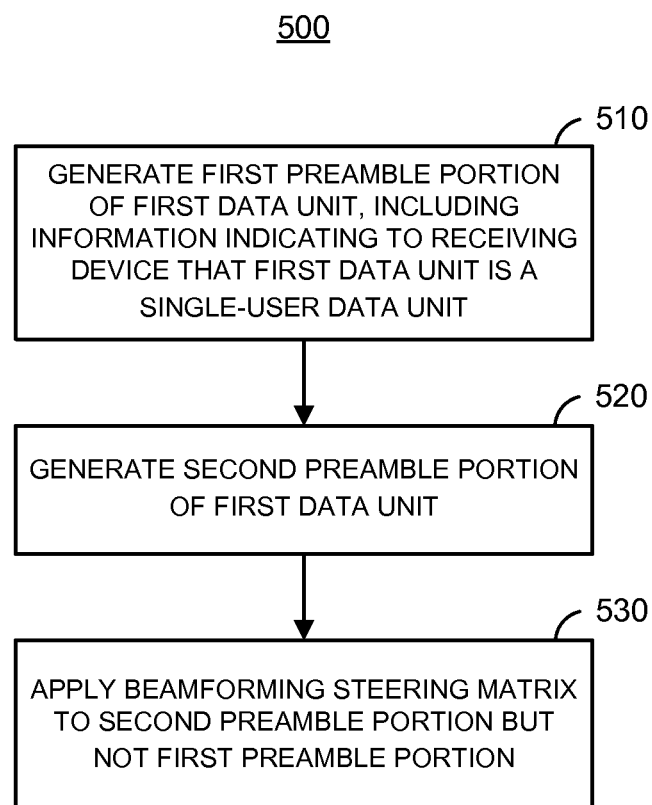 500
510
GENERATE FIRST PREAMBLE PORTION
OF FIRST DATA UNIT, INCLUDING
INFORMATION INDICATING TO RECEIVING
DEVICE THAT FIRST DATA UNIT IS A
SINGLE-USER DATA UNIT
520
GENERATE SECOND PREAMBLE PORTION
OF FIRST DATA UNIT
530
APPLY BEAMFORMING STEERING MATRIX
TO SECOND PREAMBLE PORTION BUT
NOT FIRST PREAMBLE PORTION